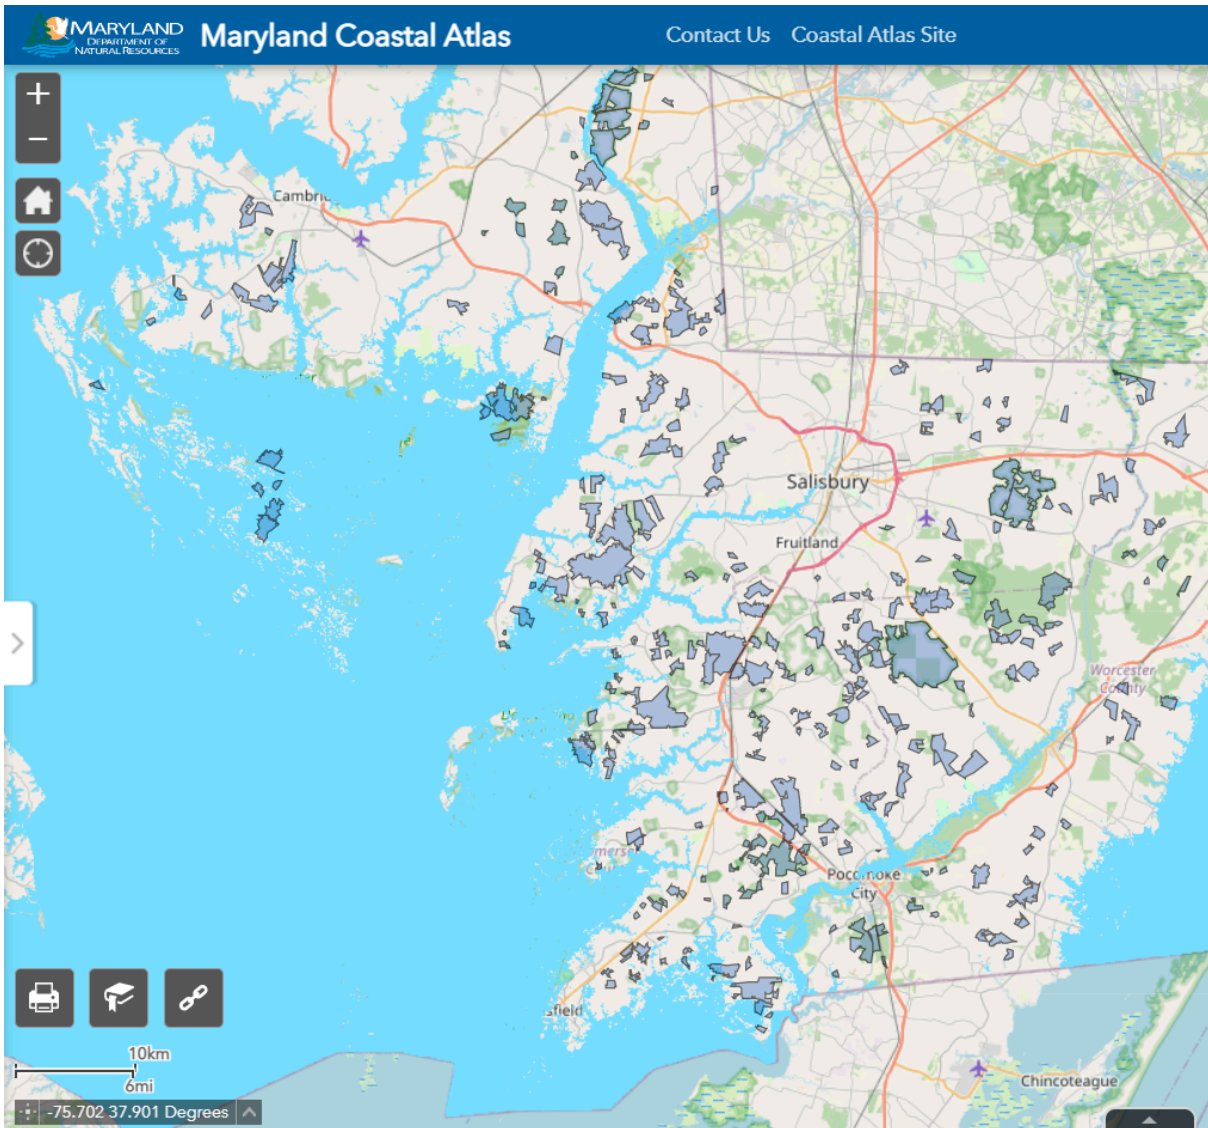 MARYLAND
DEPARTMENT OF
NATURAL RESOURCES
Maryland Coastal Atlas
Contact Us
Coastal Atlas Site
+
−
Salisbury
Fruitland
Worcester
County
City
Chincoteague
10km
6mi
-75.702 37.901 Degrees